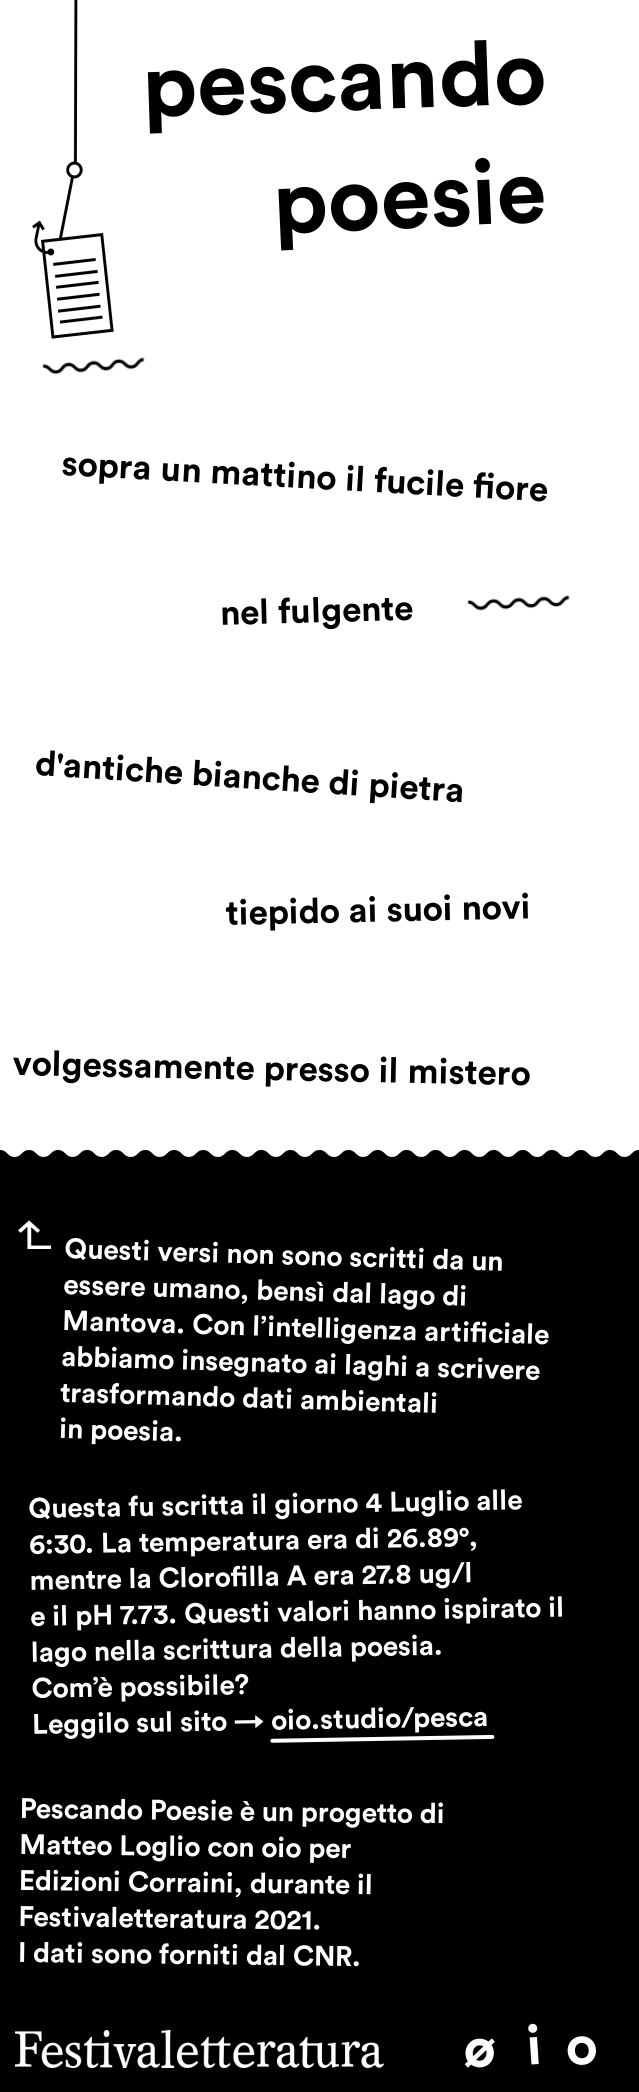 pescando
poesie
sopra un mattino il fucile fiore
nel fulgente
d'antiche bianche di pietra
tiepido ai suoi novi
volgessamente presso il mistero
Questi versi non sono scritti da un
essere umano, bensì dal lago di
Mantova. Con l’intelligenza artificiale
abbiamo insegnato ai laghi a scrivere
trasformando dati ambientali
in poesia.
Questa fu scritta il giorno 4 Luglio alle
6:30. La temperatura era di 26.89°,
mentre la Clorofilla A era 27.8 ug/l
e il pH 7.73. Questi valori hanno ispirato il
lago nella scrittura della poesia.
Com’è possibile?
Leggilo sul sito → oio.studio/pesca
Pescando Poesie è un progetto di
Matteo Loglio con oio per
Edizioni Corraini, durante il
Festivaletteratura 2021.
I dati sono forniti dal CNR.
Festivaletteratura ø i o